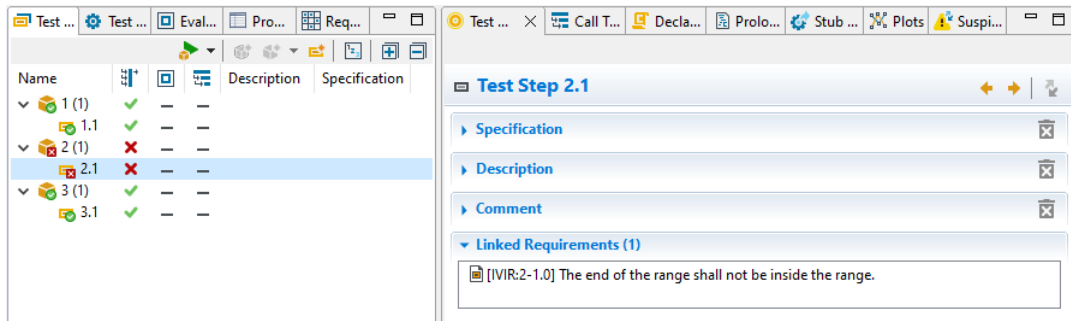 Test ... Test ... Eval... Pro... Req...
Name Description Specification
1 (1)
1.1
2 (1)
2.1
3 (1)
3.1
Test ... Call T... Decla... Prolo... Stub ... Plots Suspi...
Test Step 2.1
Specification
Description
Comment
Linked Requirements (1)
[IVIR:2-1.0] The end of the range shall not be inside the range.